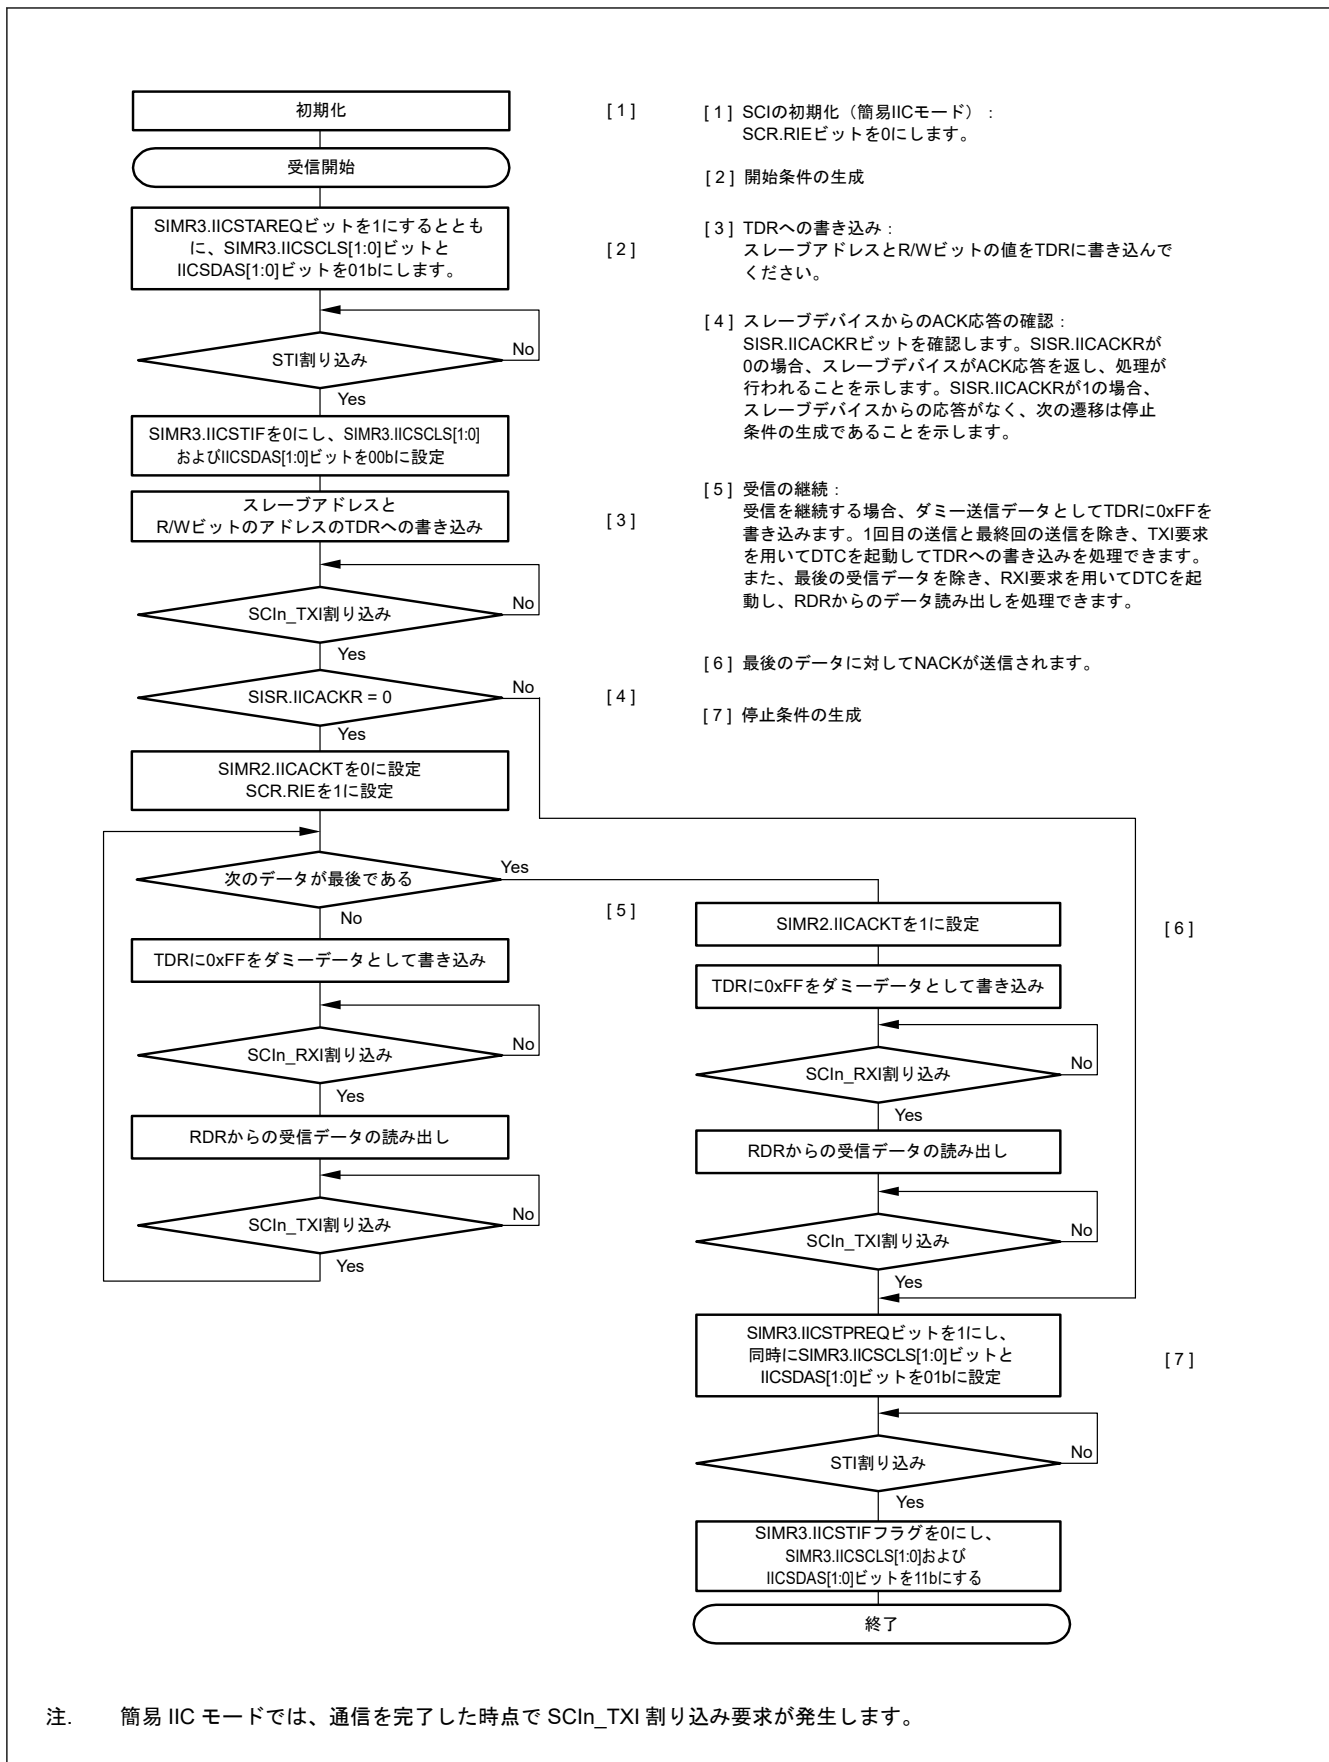 初期化
[ 1 ]
受信開始
SIMR3.IICSTAREQビットを1にするととも
に、SIMR3.IICSCLS[1:0]ビットと
IICSDAS[1:0]ビットを01bにします。
[ 2 ]
STI割り込み
No
Yes
SIMR3.IICSTIFを0にし、SIMR3.IICSCLS[1:0]
およびIICSDAS[1:0]ビットを00bに設定
スレーブアドレスと
R/WビットのアドレスのTDRへの書き込み
[ 3 ]
SCIn_TXI割り込み
No
Yes
SISR.IICACKR = 0
No
[ 4 ]
Yes
SIMR2.IICACKTを0に設定
SCR.RIEを1に設定
次のデータが最後である
Yes
No
[ 5 ]
TDRに0xFFをダミーデータとして書き込み
SCIn_RXI割り込み
No
Yes
RDRからの受信データの読み出し
SCIn_TXI割り込み
No
Yes
[ 1 ] SCIの初期化（簡易IICモード）：
SCR.RIEビットを0にします。
[ 2 ] 開始条件の生成
[ 3 ] TDRへの書き込み：
スレーブアドレスとR/Wビットの値をTDRに書き込んで
ください。
[ 4 ] スレーブデバイスからのACK応答の確認：
SISR.IICACKRビットを確認します。SISR.IICACKRが
0の場合、スレーブデバイスがACK応答を返し、処理が
行われることを示します。SISR.IICACKRが1の場合、
スレーブデバイスからの応答がなく、次の遷移は停止
条件の生成であることを示します。
[ 5 ] 受信の継続：
受信を継続する場合、ダミー送信データとしてTDRに0xFFを
書き込みます。1回目の送信と最終回の送信を除き、TXI要求
を用いてDTCを起動してTDRへの書き込みを処理できます。
また、最後の受信データを除き、RXI要求を用いてDTCを起
動し、RDRからのデータ読み出しを処理できます。
[ 6 ] 最後のデータに対してNACKが送信されます。
[ 7 ] 停止条件の生成
SIMR2.IICACKTを1に設定
[ 6 ]
TDRに0xFFをダミーデータとして書き込み
SCIn_RXI割り込み
No
Yes
RDRからの受信データの読み出し
SCIn_TXI割り込み
No
Yes
SIMR3.IICSTPREQビットを1にし、
同時にSIMR3.IICSCLS[1:0]ビットと
IICSDAS[1:0]ビットを01bに設定
[ 7 ]
STI割り込み
No
Yes
SIMR3.IICSTIFフラグを0にし、
SIMR3.IICSCLS[1:0]および
IICSDAS[1:0]ビットを11bにする
終了
注. 簡易 IIC モードでは、通信を完了した時点で SCIn_TXI 割り込み要求が発生します。